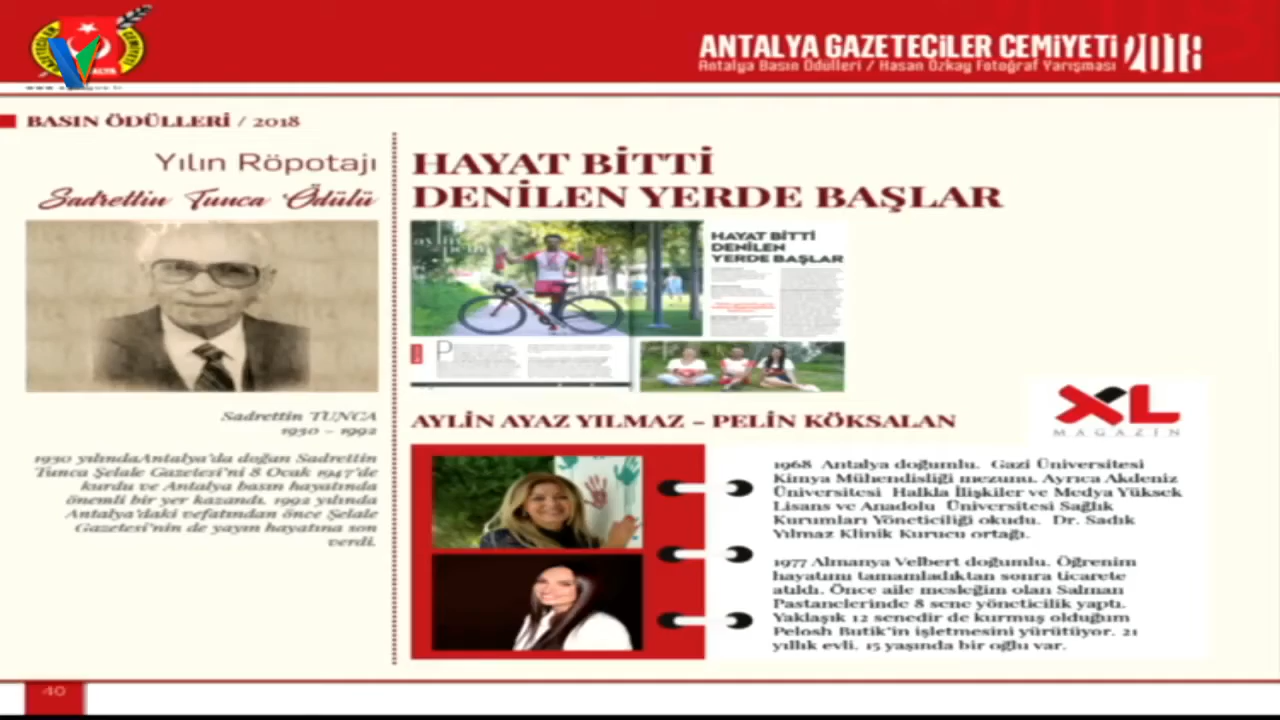 ANTALYA GAZETECİLER CEMİYETİ 2018
Antalya Basın Ödülleri / Hasan Özkay Fotoğraf Yarışması
BASIN ÖDÜLLERİ / 2018
Yılın Röpotajı
Sadrettin Tunca Ödülü
Sadrettin TUNCA
1930 - 1992
1930 yılındaAntalya'da doğan Sadrettin
Tunca Şelale Gazetesi'ni 8 Ocak 1947'de
kurdu ve Antalya basın hayatında
önemli bir yer kazandı. 1992 yılında
Antalya'daki vefatından önce Şelale
Gazetesi'nin de yayın hayatına son
verdi.
HAYAT BİTTİ
DENİLEN YERDE BAŞLAR
HAYAT BİTTİ
DENİLEN
YERDE BAŞLAR
AYLİN AYAZ YILMAZ - PELİN KÖKSALAN
XL
MAGAZİN
1968 Antalya doğumlu. Gazi Üniversitesi
Kimya Mühendisliği mezunu. Ayrıca Akdeniz
Üniversitesi Halkla İlişkiler ve Medya Yüksek
Lisans ve Anadolu Üniversitesi Sağlık
Kurumları Yöneticiliği okudu. Dr. Sadık
Yılmaz Klinik Kurucu ortağı.
1977 Almanya Velbert doğumlu. Öğrenim
hayatını tamamladıktan sonra ticarete
atıldı. Önce aile mesleğim olan Salman
Pastanelerinde 8 sene yöneticilik yaptı.
Yaklaşık 12 senedir de kurmuş olduğum
Pelosh Butik'in işletmesini yürütüyor. 21
yıllık evli. 15 yaşında bir oğlu var.
40